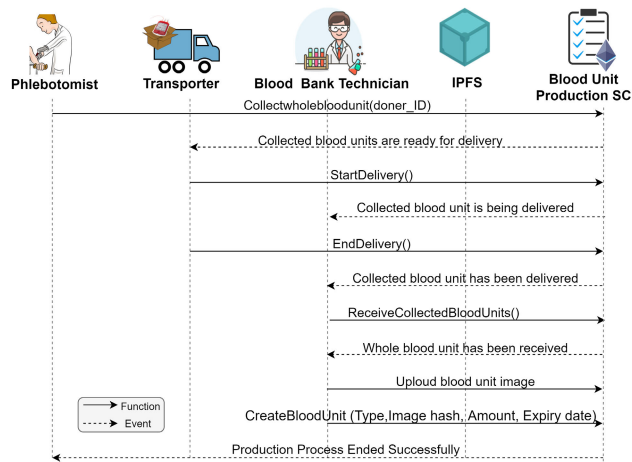 Phlebotomist
Transporter
Blood Bank Technician
IPFS
Blood Unit
Production SC
Collectwholebloodunit(doner_ID)
Collected blood units are ready for delivery
StartDelivery()
Collected blood unit is being delivered
EndDelivery()
Collected blood unit has been delivered
ReceiveCollectedBloodUnits()
Whole blood unit has been received
Uploud blood unit image
CreateBloodUnit (Type,Image hash, Amount, Expiry date)
Function
Event
Production Process Ended Successfully